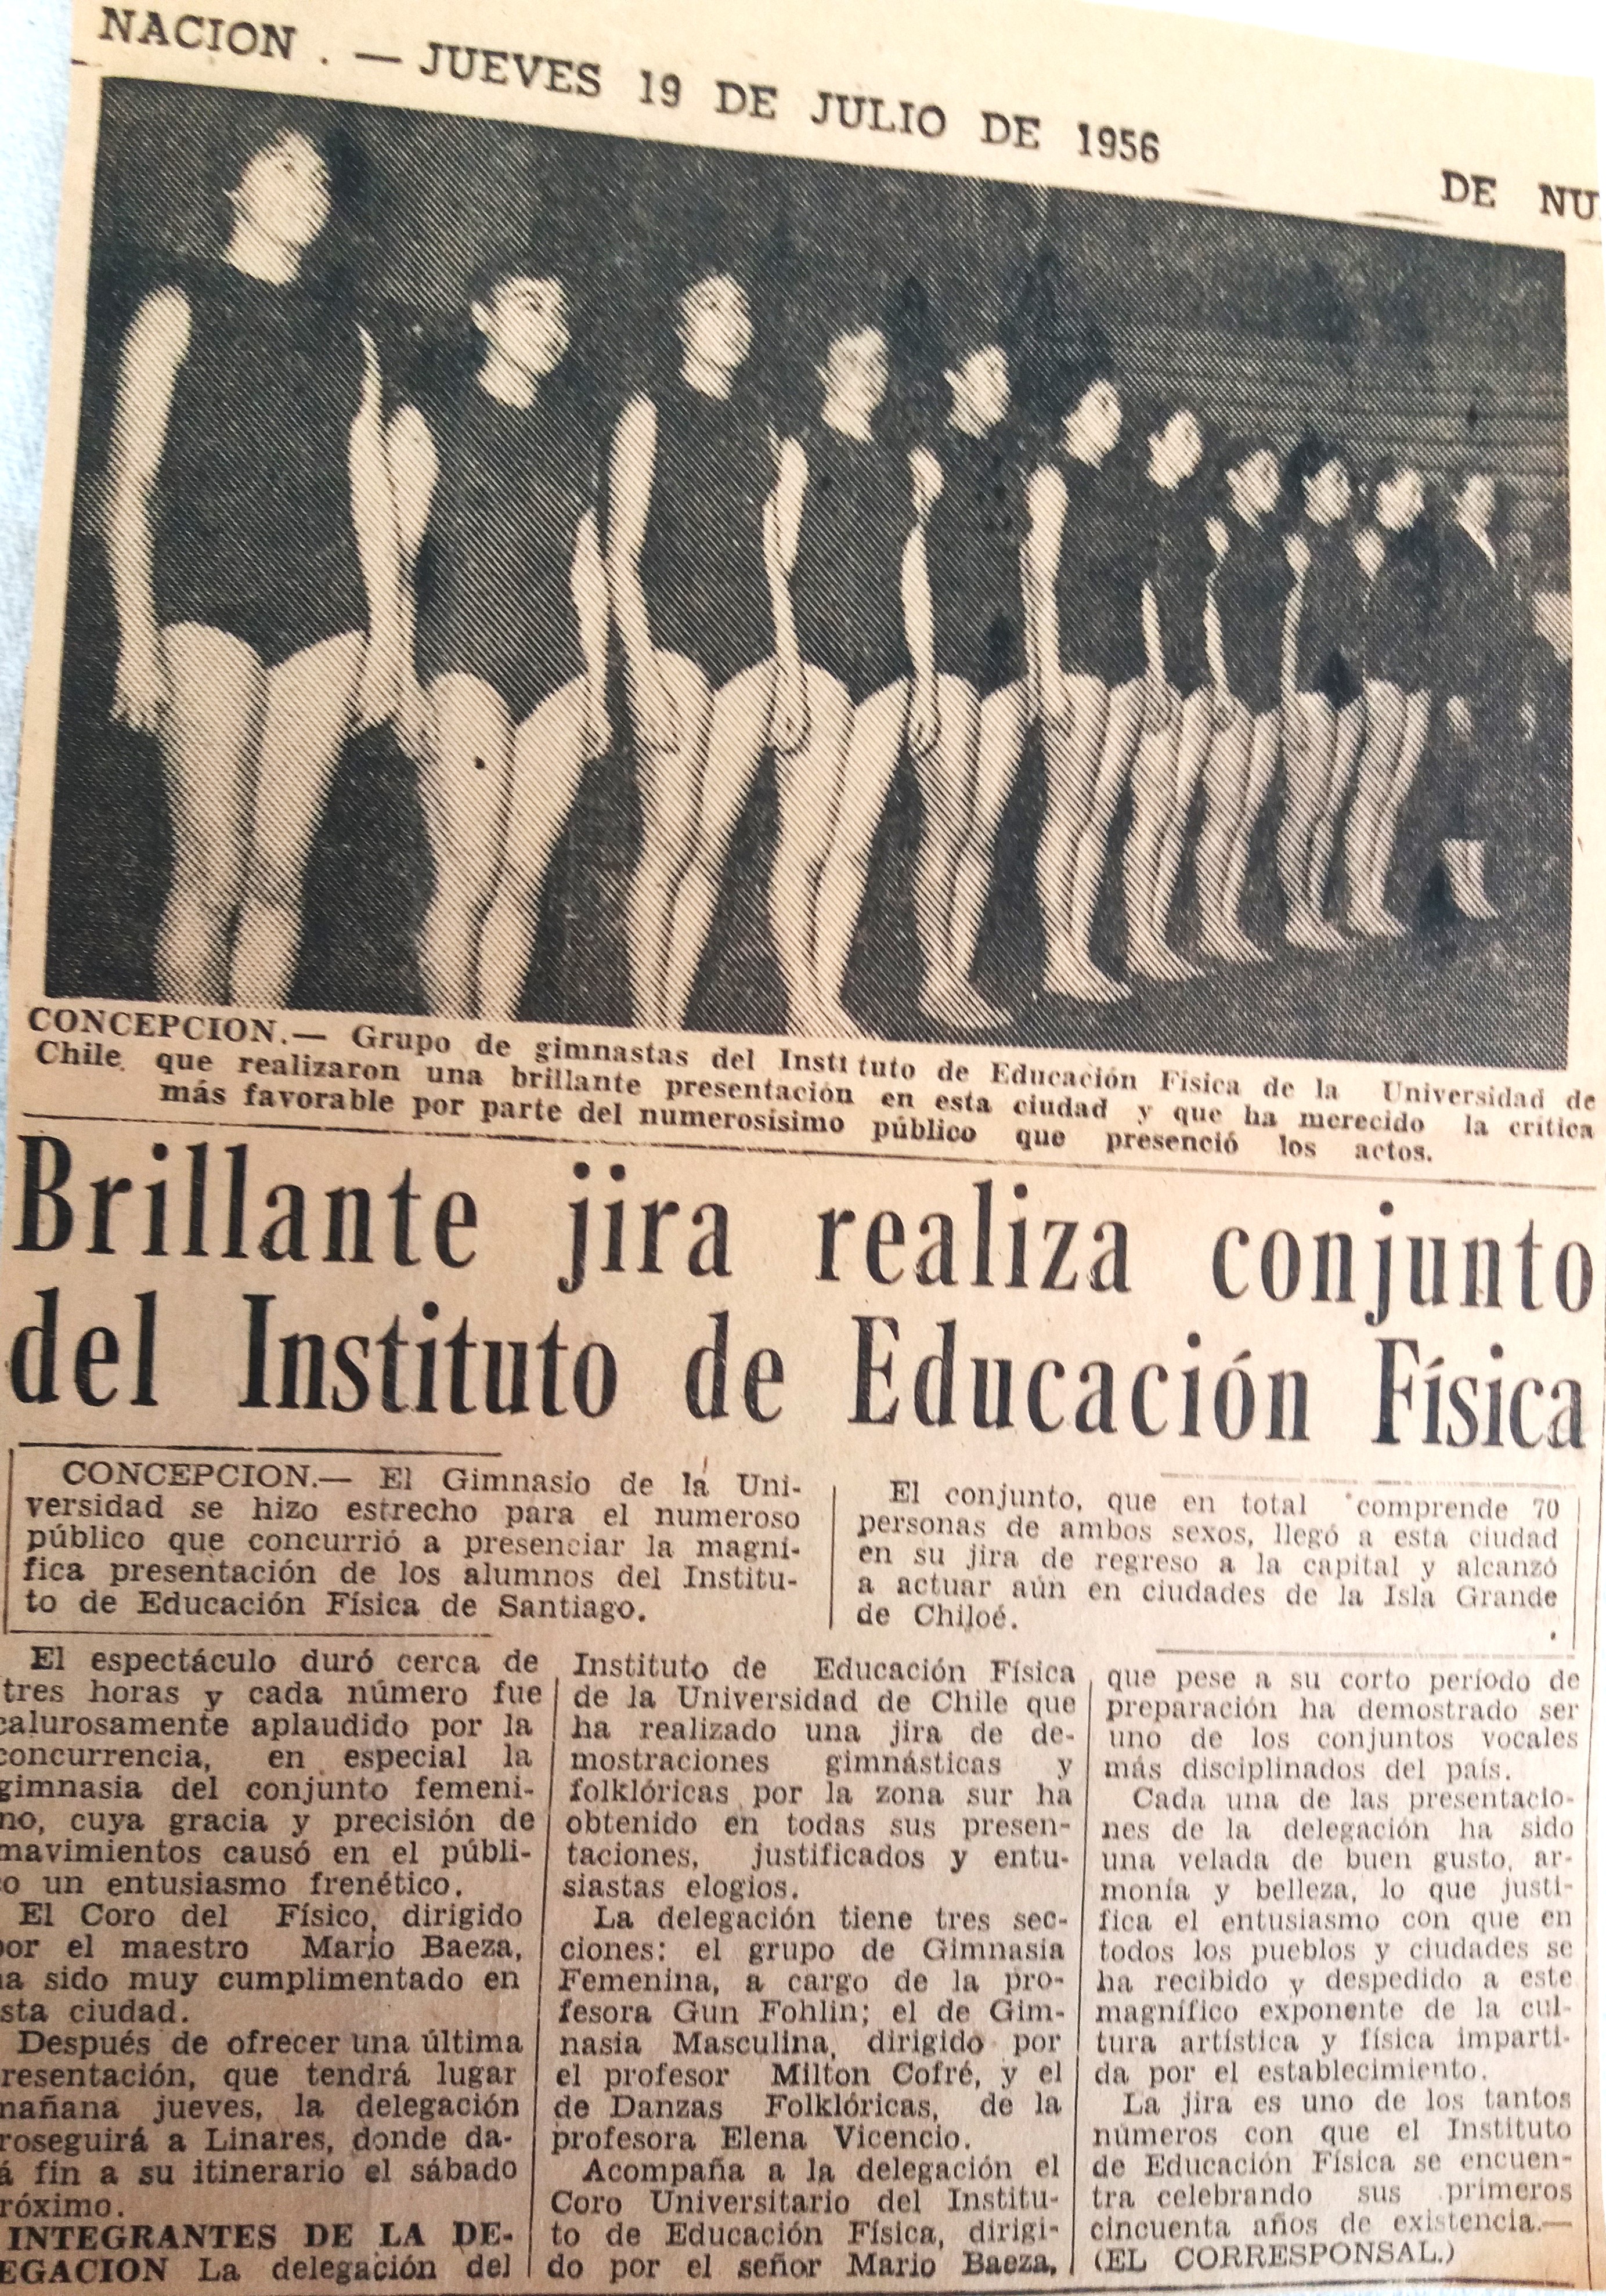 NACION . — JUEVES 19 DE JULIO DE 1956
DE NU
CONCEPCION.— Grupo de gimnastas del Instituto de Educación Física de la Universidad de
Chile. que realizaron una brillante presentación en esta ciudad y que ha merecido la crítica
más favorable por parte del numerosísimo público que presenció los actos.
Brillante jira realiza conjunto
del Instituto de Educación Física
CONCEPCION.— El Gimnasio de la Uni-
versidad se hizo estrecho para el numeroso
público que concurrió a presenciar la magní-
fica presentación de los alumnos del Institu-
to de Educación Física de Santiago.
El conjunto, que en total comprende 70
personas de ambos sexos, llegó a esta ciudad
en su jira de regreso a la capital y alcanzó
a actuar aún en ciudades de la Isla Grande
de Chiloé.
El espectáculo duró cerca de
tres horas y cada número fue
calurosamente aplaudido por la
concurrencia, en especial la
gimnasia del conjunto femeni-
no, cuya gracia y precisión de
mavimientos causó en el públi-
co un entusiasmo frenético.
El Coro del Físico, dirigido
por el maestro Mario Baeza,
ha sido muy cumplimentado en
esta ciudad.
Después de ofrecer una última
resentación, que tendrá lugar
mañana jueves, la delegación
roseguirá a Linares, donde da-
á fin a su itinerario el sábado
róximo.
INTEGRANTES DE LA DE-
EGACION La delegación del
Instituto de Educación Física
de la Universidad de Chile que
ha realizado una jira de de-
mostraciones gimnásticas y
folklóricas por la zona sur ha
obtenido en todas sus presen-
taciones, justificados y entu-
siastas elogios.
La delegación tiene tres sec-
ciones: el grupo de Gimnasia
Femenina, a cargo de la pro-
fesora Gun Fohlin; el de Gim-
nasia Masculina, dirigido por
el profesor Milton Cofré, y el
de Danzas Folklóricas, de la
profesora Elena Vicencio.
Acompaña a la delegación el
Coro Universitario del Institu-
to de Educación Física, dirigi-
do por el señor Mario Baeza,
que pese a su corto período de
preparación ha demostrado ser
uno de los conjuntos vocales
más disciplinados del país.
Cada una de las presentacio-
nes de la delegación ha sido
una velada de buen gusto, ar-
monía y belleza, lo que justi-
fica el entusiasmo con que en
todos los pueblos y ciudades se
ha recibido y despedido a este
magnífico exponente de la cul-
tura artística y física imparti-
da por el establecimiento.
La jira es uno de los tantos
números con que el Instituto
de Educación Física se encuen-
tra celebrando sus primeros
cincuenta años de existencia.—
(EL CORRESPONSAL.)